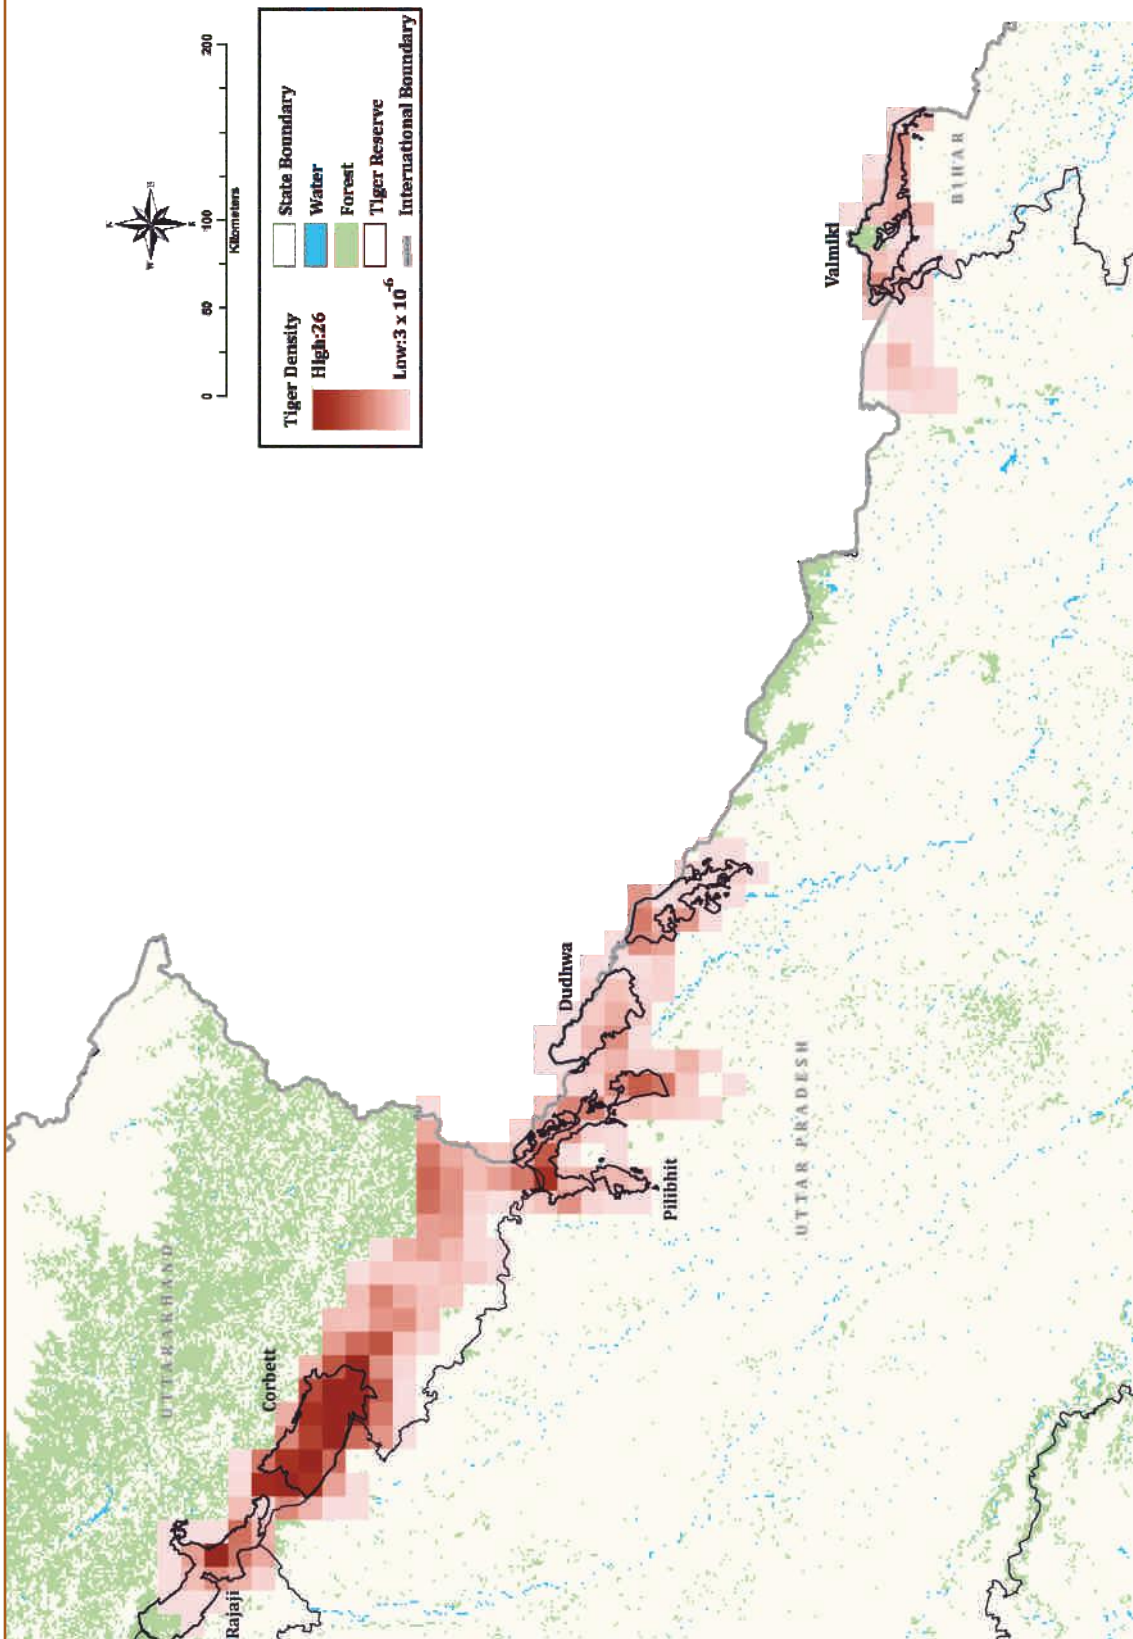 N
W
E
0
50
100
200
Kilometers
Tiger Density
High:26
Low:3 x 10
-6
State Boundary
Water
Forest
Tiger Reserve
International Boundary
UTTARAKHAND
Rajaji
Corbett
Pilibhit
Dudhwa
UTTAR PRADESH
Valmiki
BIHAR